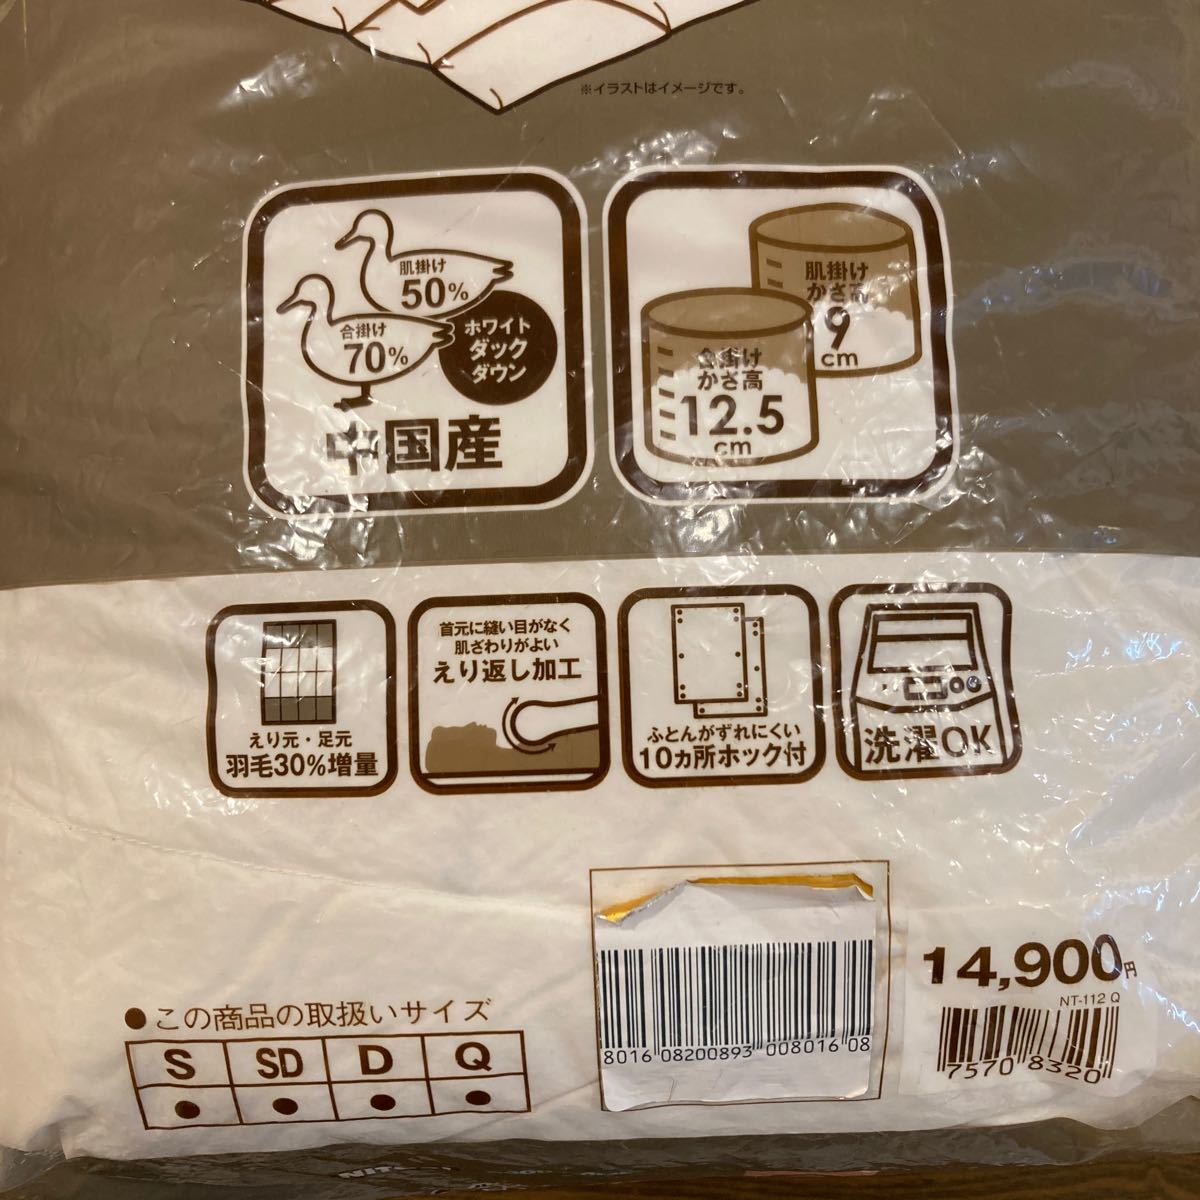 ※イラストはイメージです。
肌掛け
50%
合掛け
70%
ホワイト
ダック
ダウン
中国産
肌掛け
かさ高
9
cm
合掛け
かさ高
12.5
cm
えり元・足元
羽毛30%増量
首元に縫い目がなく
肌ざわりがよい
えり返し加工
ふとんがずれにくい
10ヵ所ホック付
洗濯OK
8016 08200893 008016 08
14,900円
NT-112 Q
7570 8320
●この商品の取扱いサイズ
S SD D Q
● ● ● ●